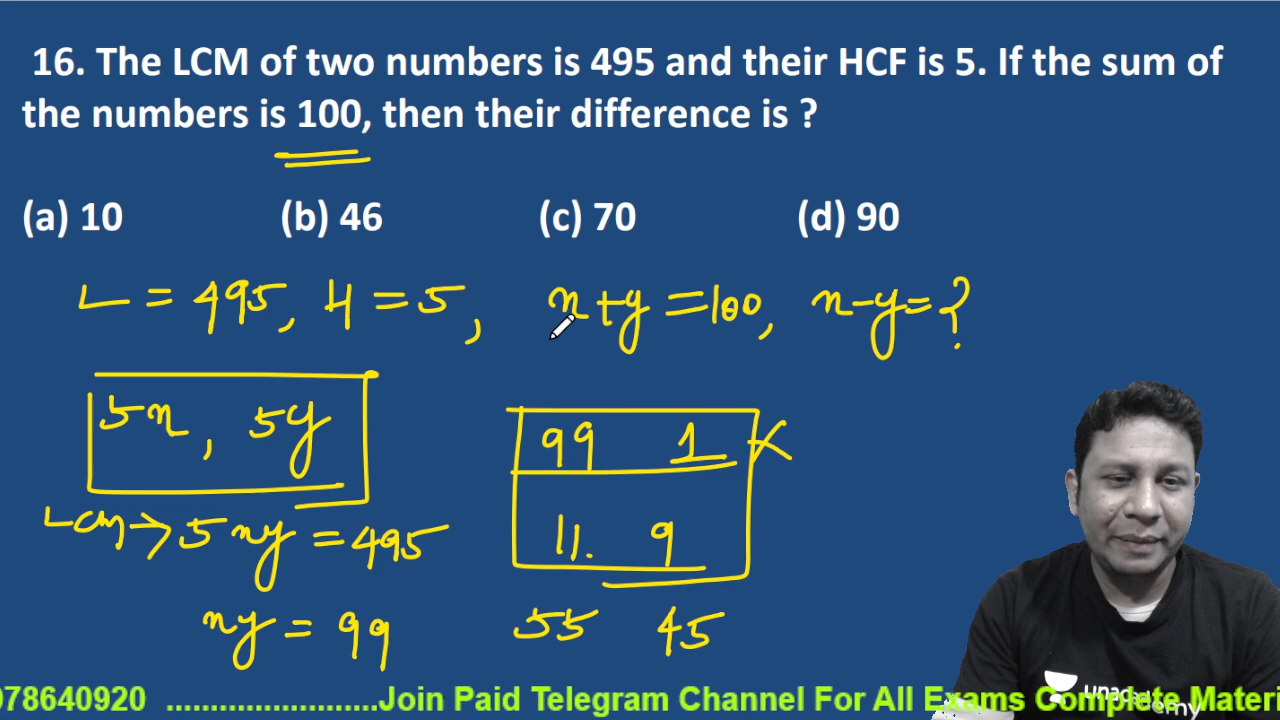 16. The LCM of two numbers is 495 and their HCF is 5. If the sum of
the numbers is 100, then their difference is ?
(a) 10 (b) 46 (c) 70 (d) 90
L = 495, H = 5, x+y = 100, x-y = ?
5x, 5y
99 1 ×
LCM → 5xy = 495
11. 9
xy = 99
55 45
unacademy
978640920 .......................Join Paid Telegram Channel For All Exams Complete Materi